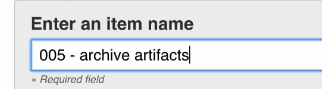 Enter an item name
005 - archive artifacts
» Required field